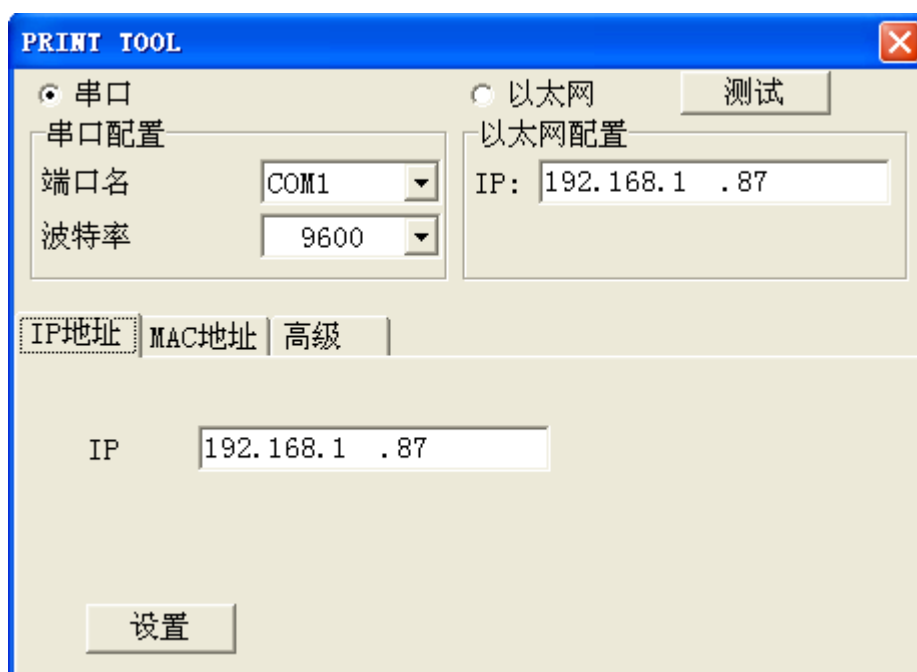 PRINT TOOL
串口
以太网
测试
串口配置
以太网配置
端口名 COM1
IP: 192.168.1 .87
波特率 9600
IP地址 MAC地址 高级
IP 192.168.1 .87
设置